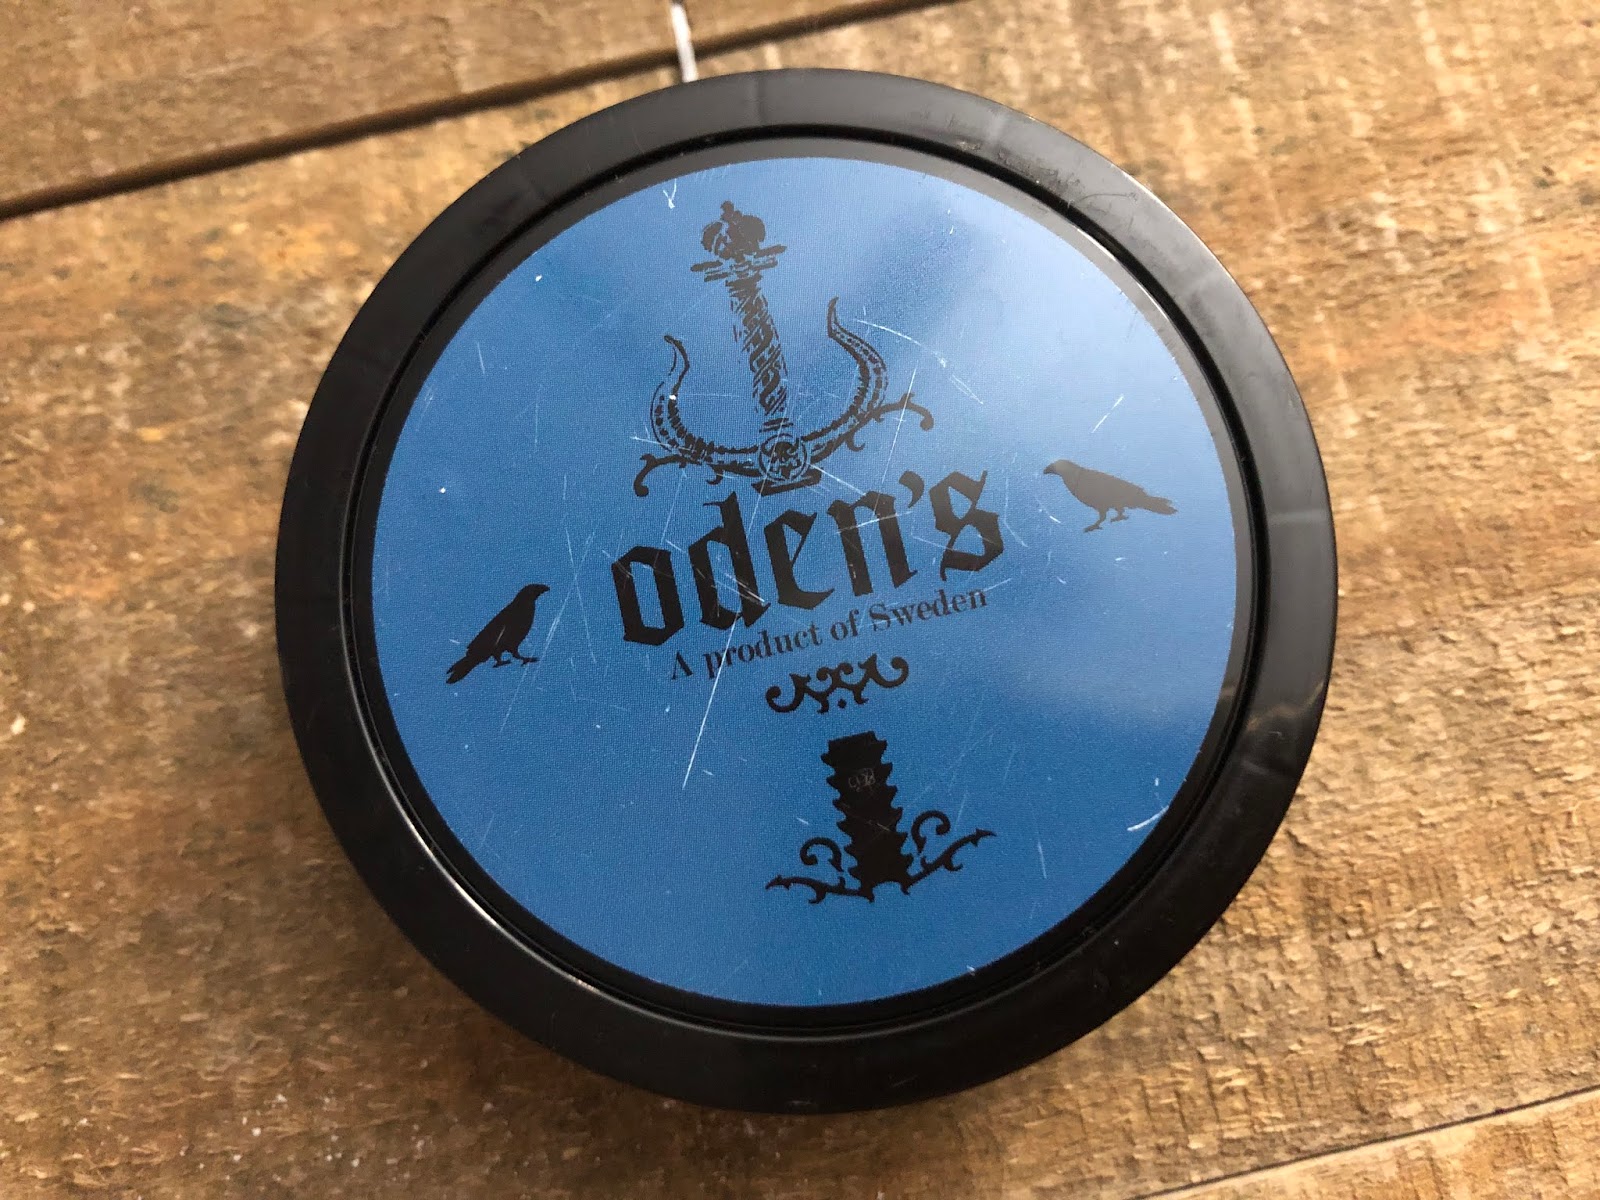 oden's
A product of Sweden